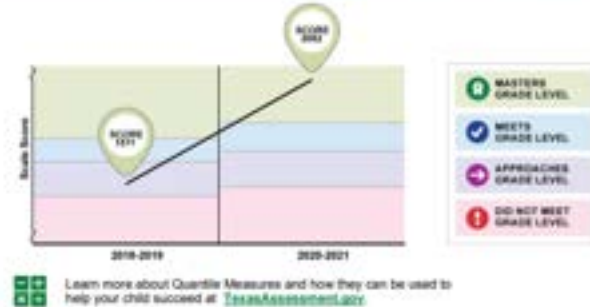 SCORE
SCORE
Scale Score
2018-2019
2020-2021
MASTERS
GRADE LEVEL
MEETS
GRADE LEVEL
APPROACHES
GRADE LEVEL
DID NOT MEET
GRADE LEVEL
Learn more about Quantile Measures and how they can be used to
help your child succeed at TexasAssessment.gov.